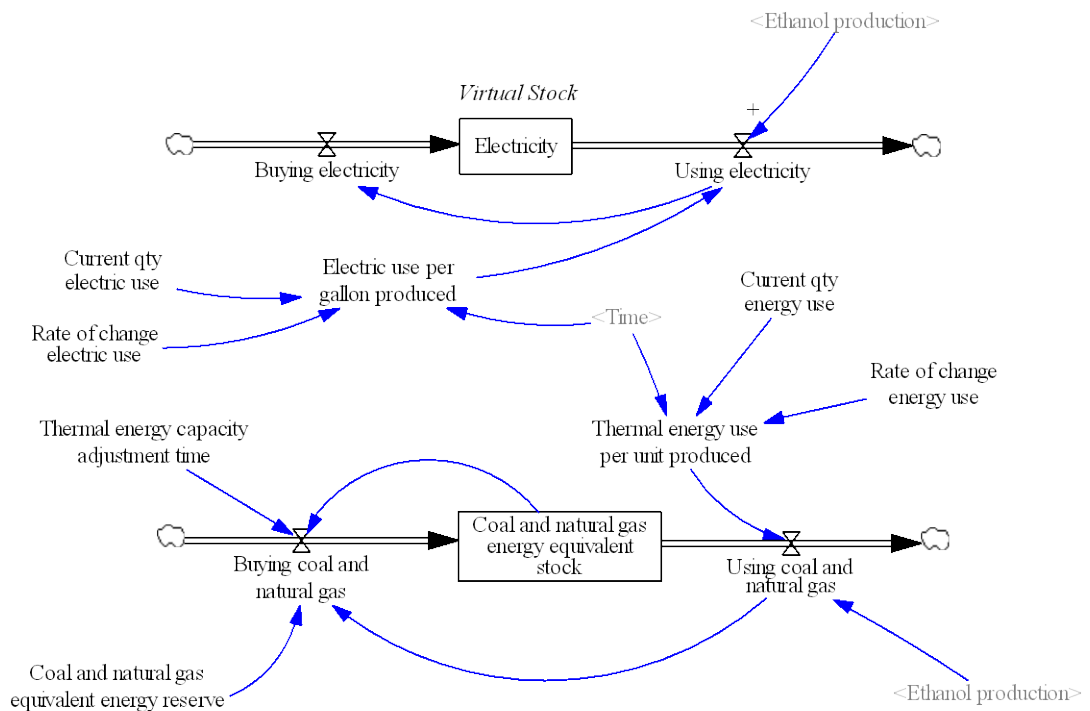 <Ethanol production>
Virtual Stock
+
Electricity
Buying electricity
Using electricity
Current qty
electric use
Electric use per
gallon produced
Current qty
energy use
Rate of change
electric use
<Time>
Rate of change
energy use
Thermal energy capacity
adjustment time
Thermal energy use
per unit produced
Coal and natural gas
energy equivalent
stock
Buying coal and
natural gas
Using coal and
natural gas
Coal and natural gas
equivalent energy reserve
<Ethanol production>